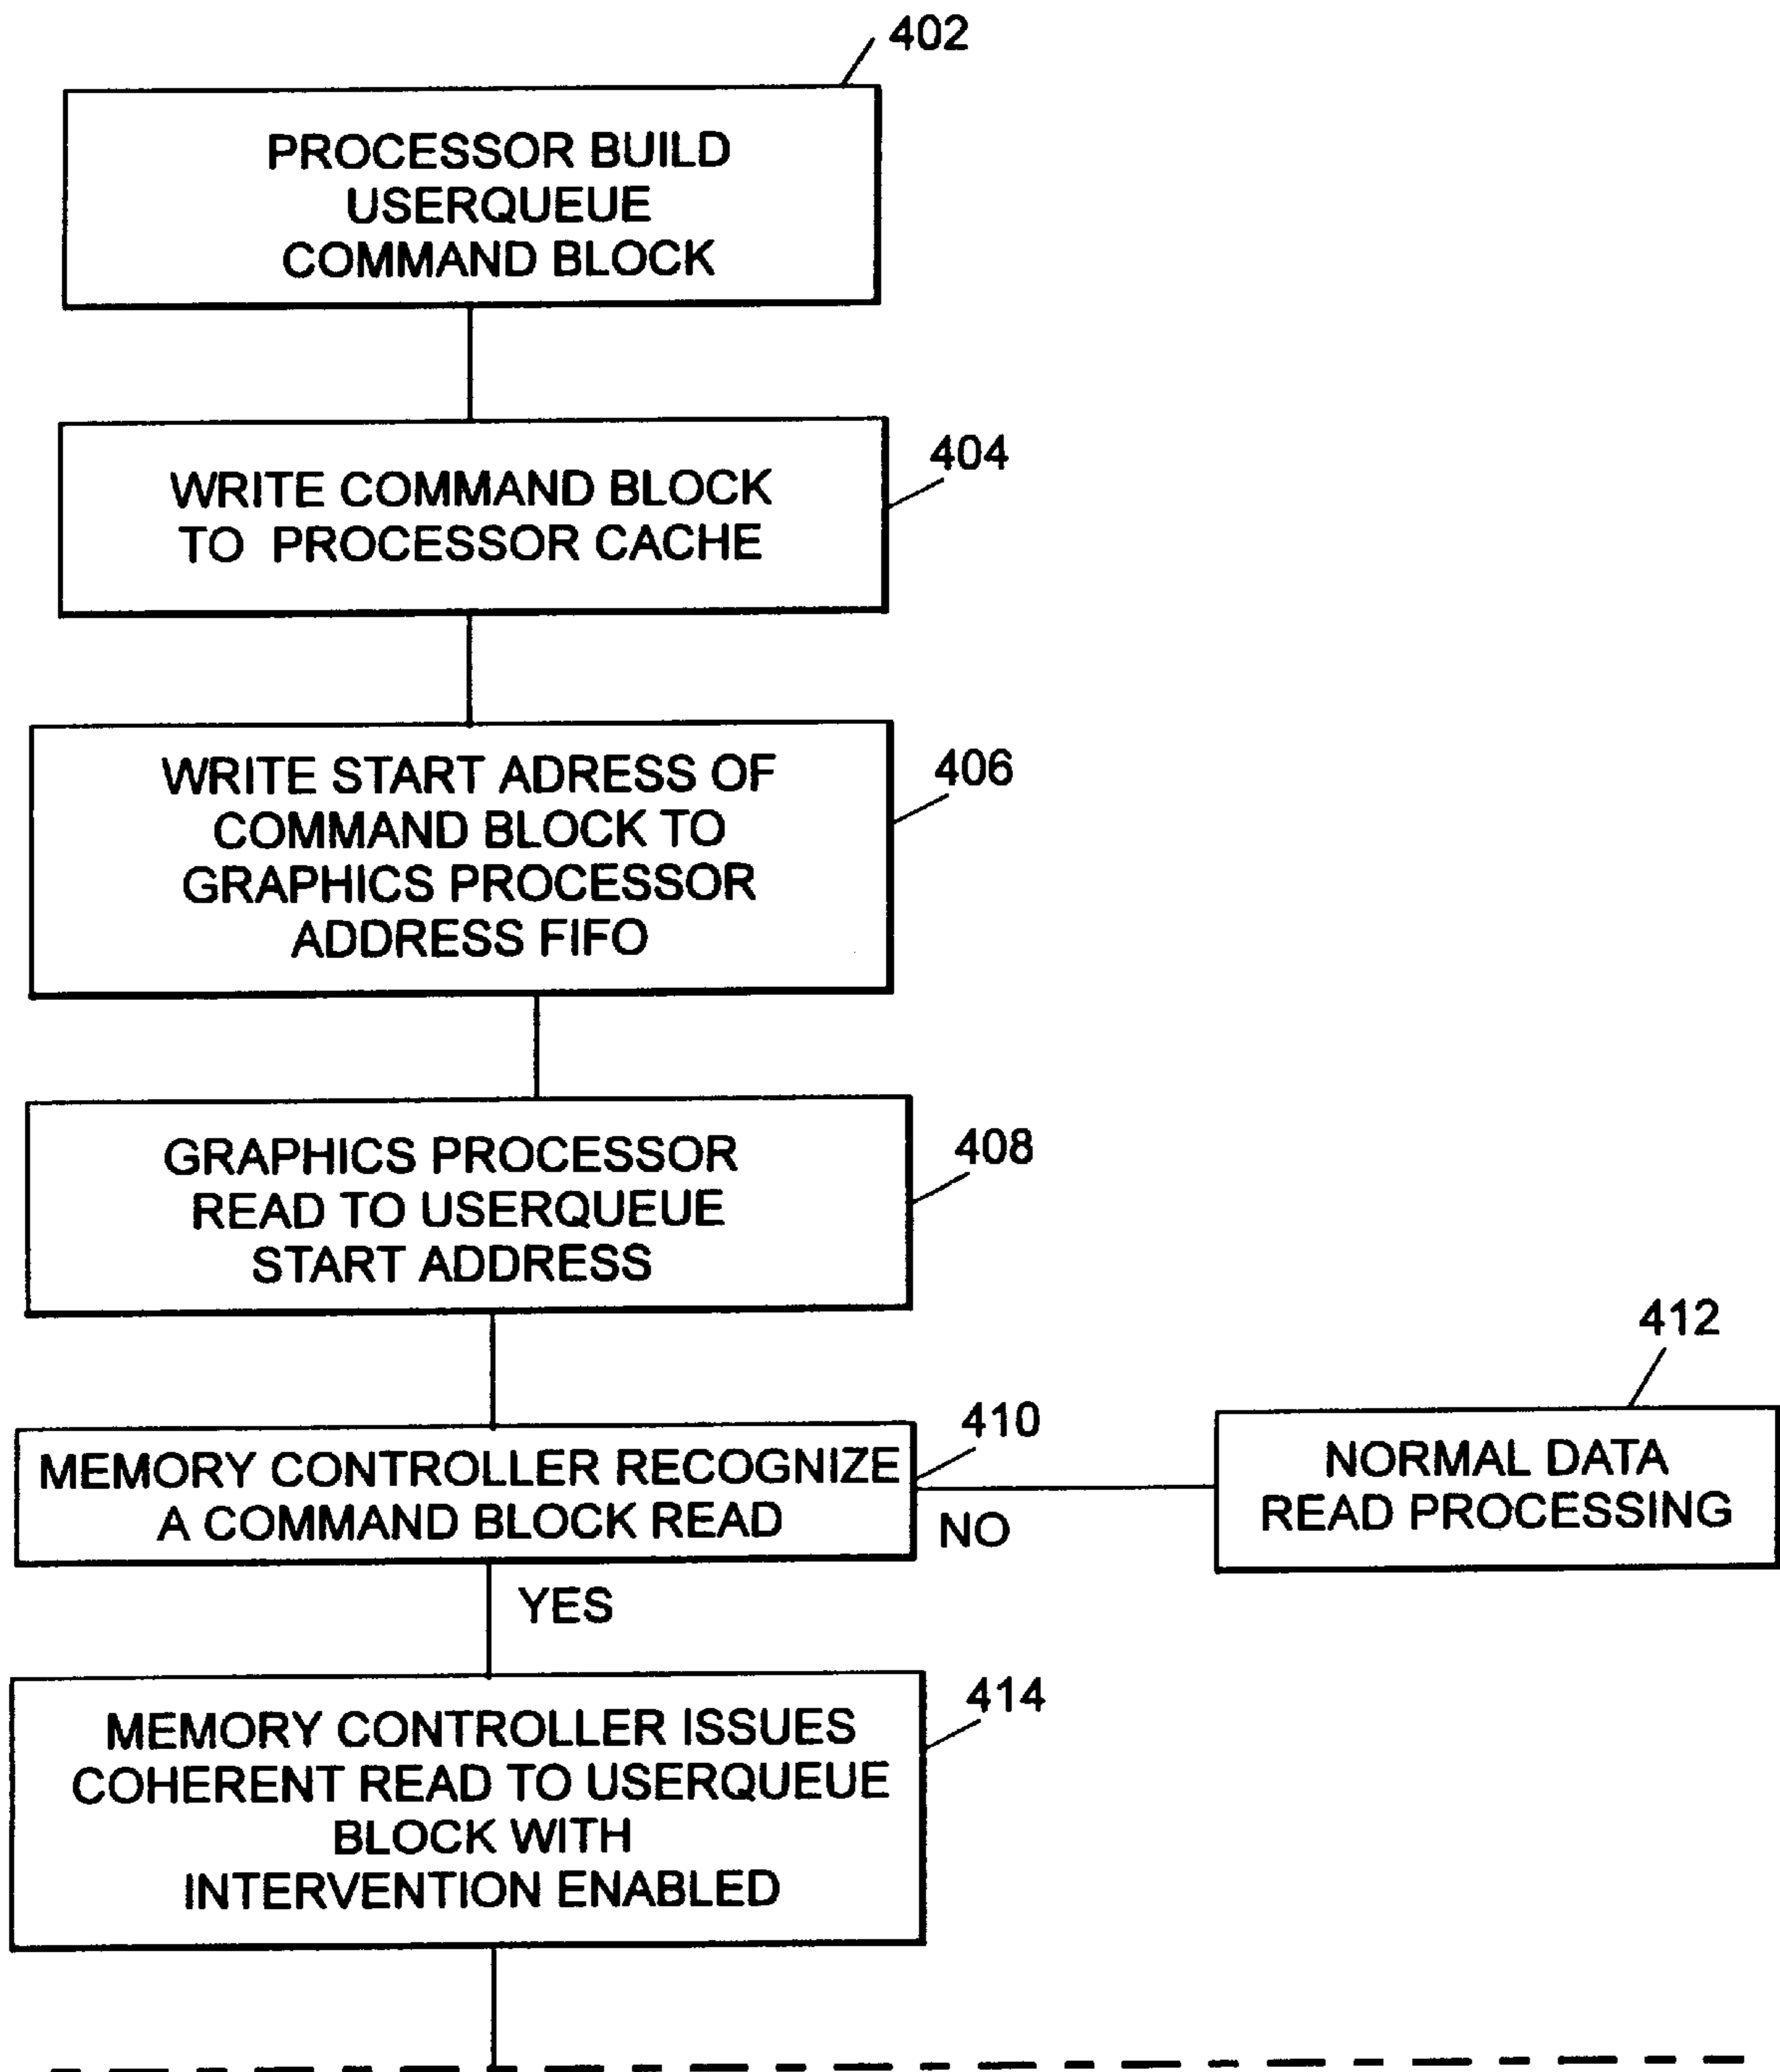 402
PROCESSOR BUILD
USERQUEUE
COMMAND BLOCK
404
WRITE COMMAND BLOCK
TO PROCESSOR CACHE
406
WRITE START ADRESS OF
COMMAND BLOCK TO
GRAPHICS PROCESSOR
ADDRESS FIFO
408
GRAPHICS PROCESSOR
READ TO USERQUEUE
START ADDRESS
410
MEMORY CONTROLLER RECOGNIZE
A COMMAND BLOCK READ
NO
412
NORMAL DATA
READ PROCESSING
YES
414
MEMORY CONTROLLER ISSUES
COHERENT READ TO USERQUEUE
BLOCK WITH
INTERVENTION ENABLED